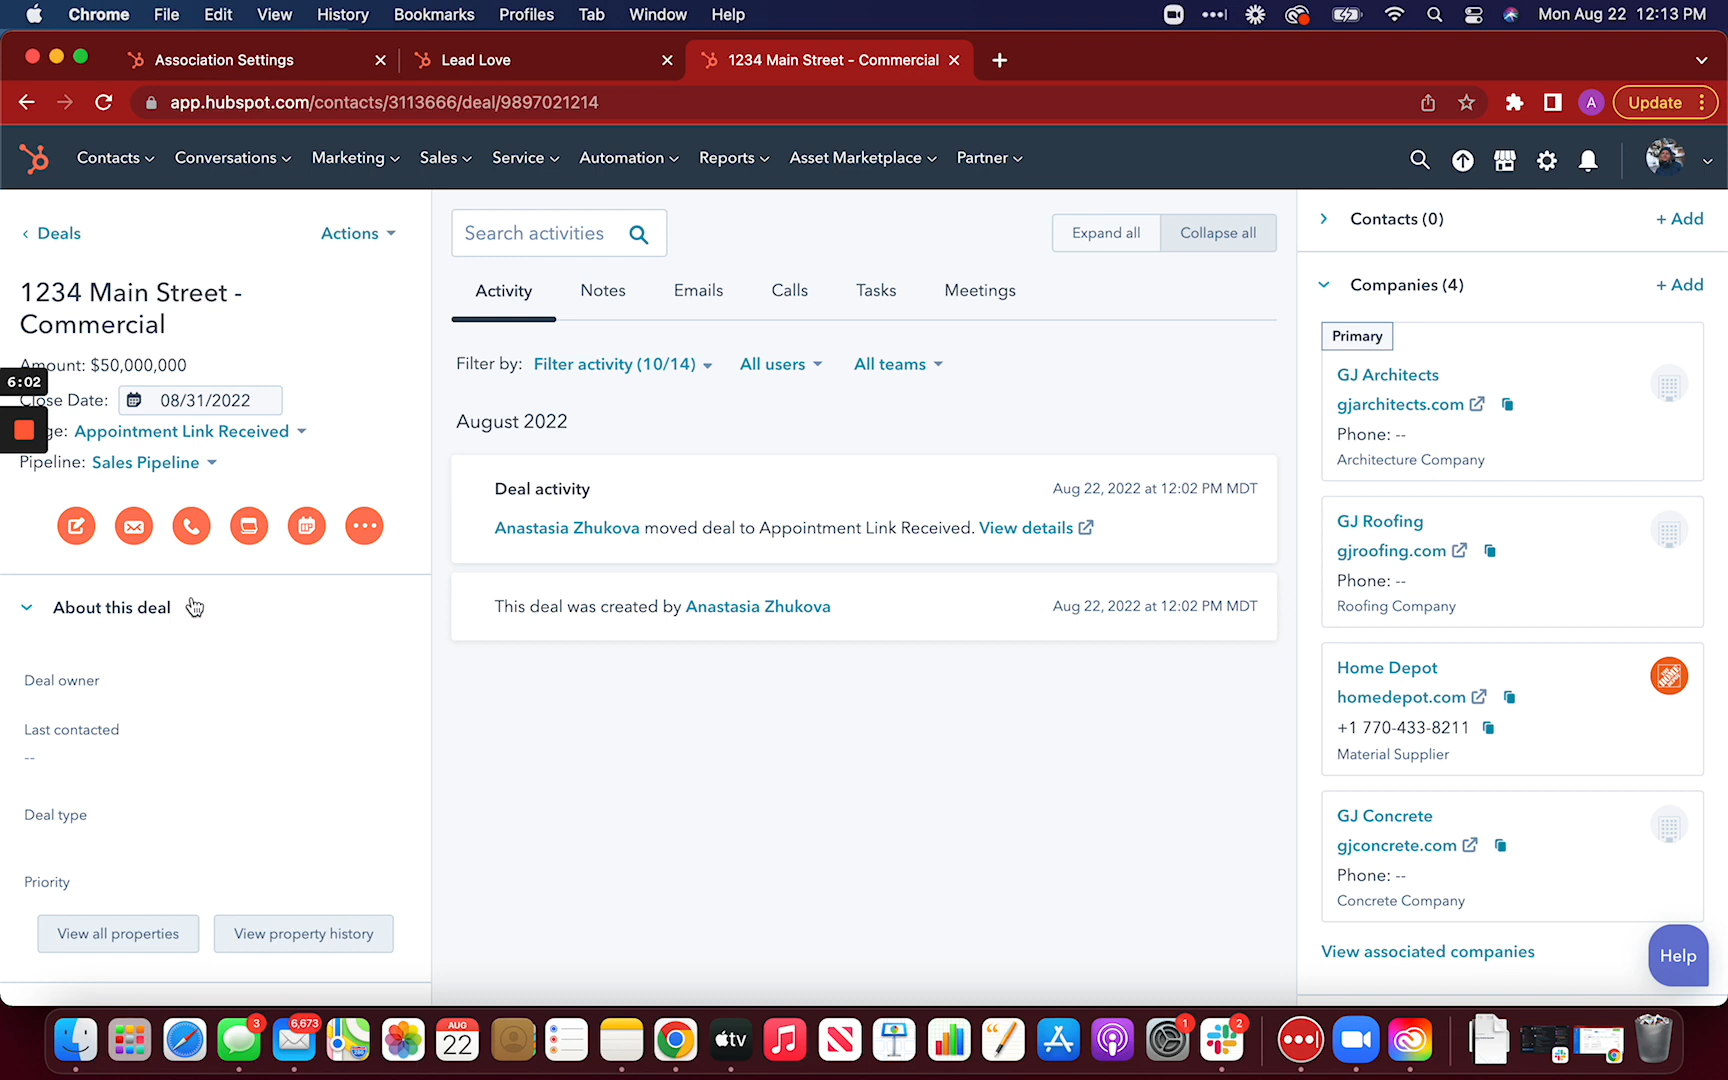 Chrome File Edit View History Bookmarks Profiles Tab Window Help
Mon Aug 22 12:13 PM
Association Settings
Lead Love
1234 Main Street - Commercial
app.hubspot.com/contacts/3113666/deal/9897021214
A
Update
Contacts
Conversations
Marketing
Sales
Service
Automation
Reports
Asset Marketplace
Partner
Deals
Actions
1234 Main Street -
Commercial
Amount: $50,000,000
6:02
Close Date: 08/31/2022
ge: Appointment Link Received
Pipeline: Sales Pipeline
About this deal
Deal owner
Last contacted
--
Deal type
Priority
View all properties
View property history
Search activities
Expand all
Collapse all
Activity
Notes
Emails
Calls
Tasks
Meetings
Filter by: Filter activity (10/14) All users All teams
August 2022
Deal activity
Aug 22, 2022 at 12:02 PM MDT
Anastasia Zhukova moved deal to Appointment Link Received. View details
This deal was created by Anastasia Zhukova
Aug 22, 2022 at 12:02 PM MDT
Contacts (0)
+ Add
Companies (4)
+ Add
Primary
GJ Architects
gjarchitects.com
Phone: --
Architecture Company
GJ Roofing
gjroofing.com
Phone: --
Roofing Company
Home Depot
homedepot.com
+1 770-433-8211
Material Supplier
GJ Concrete
gjconcrete.com
Phone: --
Concrete Company
View associated companies
Help
3
6,673
AUG
22
tv
1
2